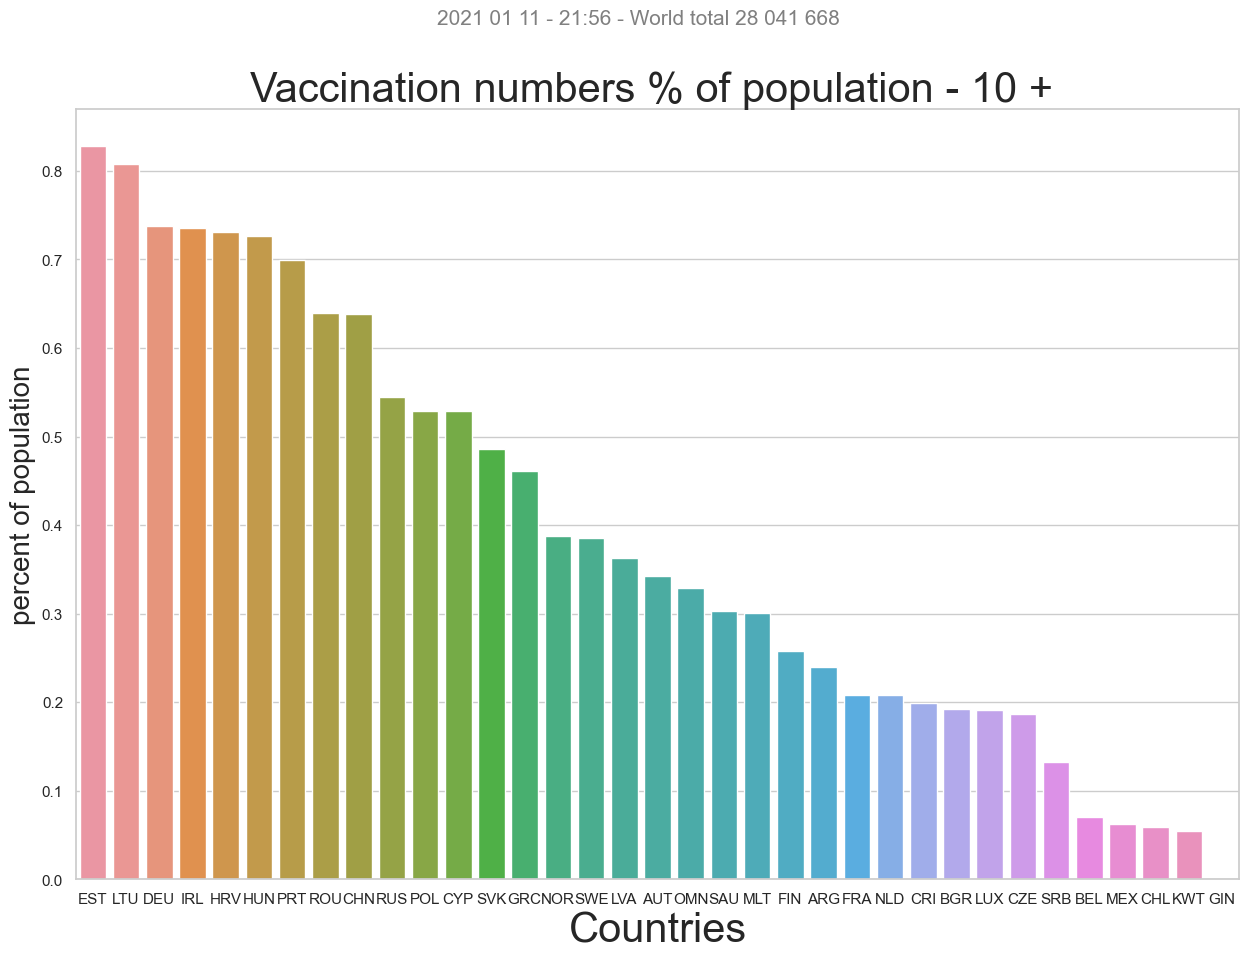 2021 01 11 - 21:56 - World total 28 041 668
Vaccination numbers % of population - 10 +
percent of population
0.8
0.7
0.6
0.5
0.4
0.3
0.2
0.1
0.0
EST LTU DEU IRL HRV HUN PRT ROU CHN RUS POL CYP SVK GRC NOR SWE LVA AUT OMN SAU MLT FIN ARG FRA NLD CRI BGR LUX CZE SRB BEL MEX CHL KWT GIN
Countries